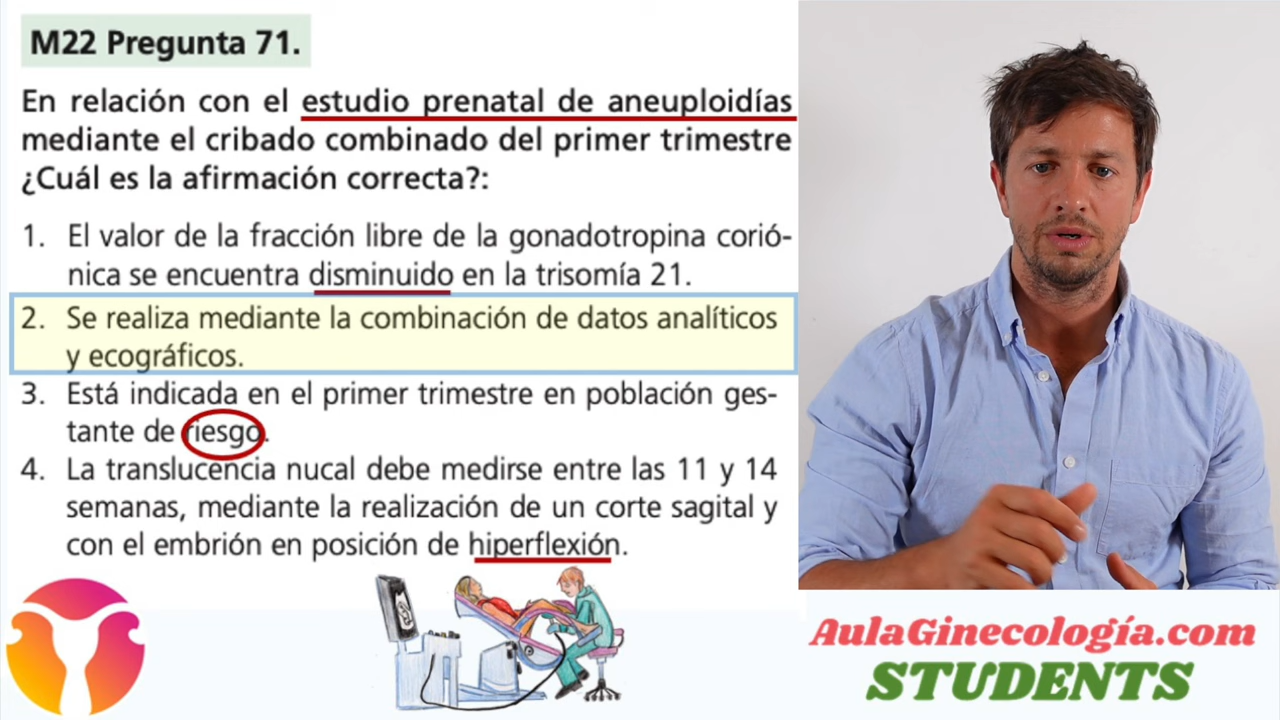 M22 Pregunta 71.
En relación con el estudio prenatal de aneuploidías
mediante el cribado combinado del primer trimestre
¿Cuál es la afirmación correcta?:
1. El valor de la fracción libre de la gonadotropina corió-
nica se encuentra disminuido en la trisomía 21.
2. Se realiza mediante la combinación de datos analíticos
y ecográficos.
3. Está indicada en el primer trimestre en población ges-
tante de riesgo.
4. La translucencia nucal debe medirse entre las 11 y 14
semanas, mediante la realización de un corte sagital y
con el embrión en posición de hiperflexión.
AulaGinecología.com
STUDENTS